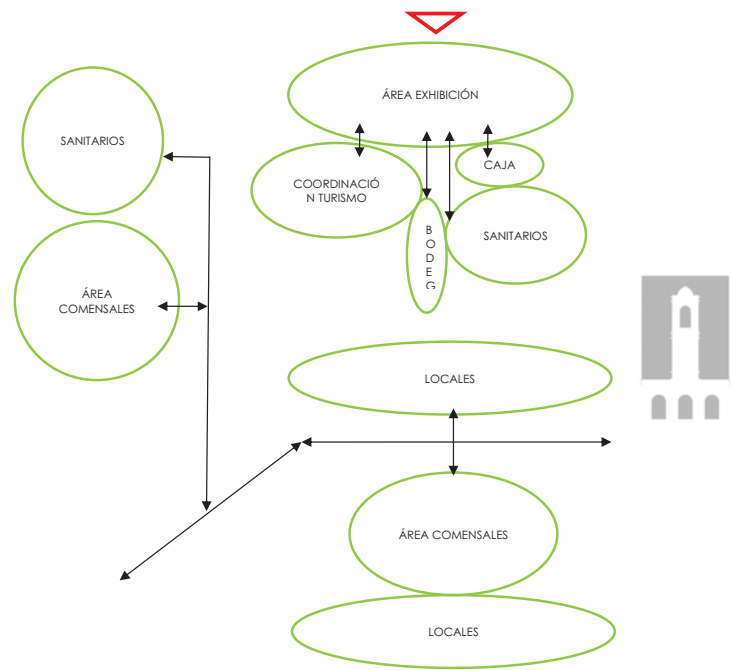 ÁREA EXHIBICIÓN
SANITARIOS
CAJA
COORDINACIÓ
N TURISMO
B
O
D
E
G
SANITARIOS
ÁREA
COMENSALES
LOCALES
ÁREA COMENSALES
LOCALES